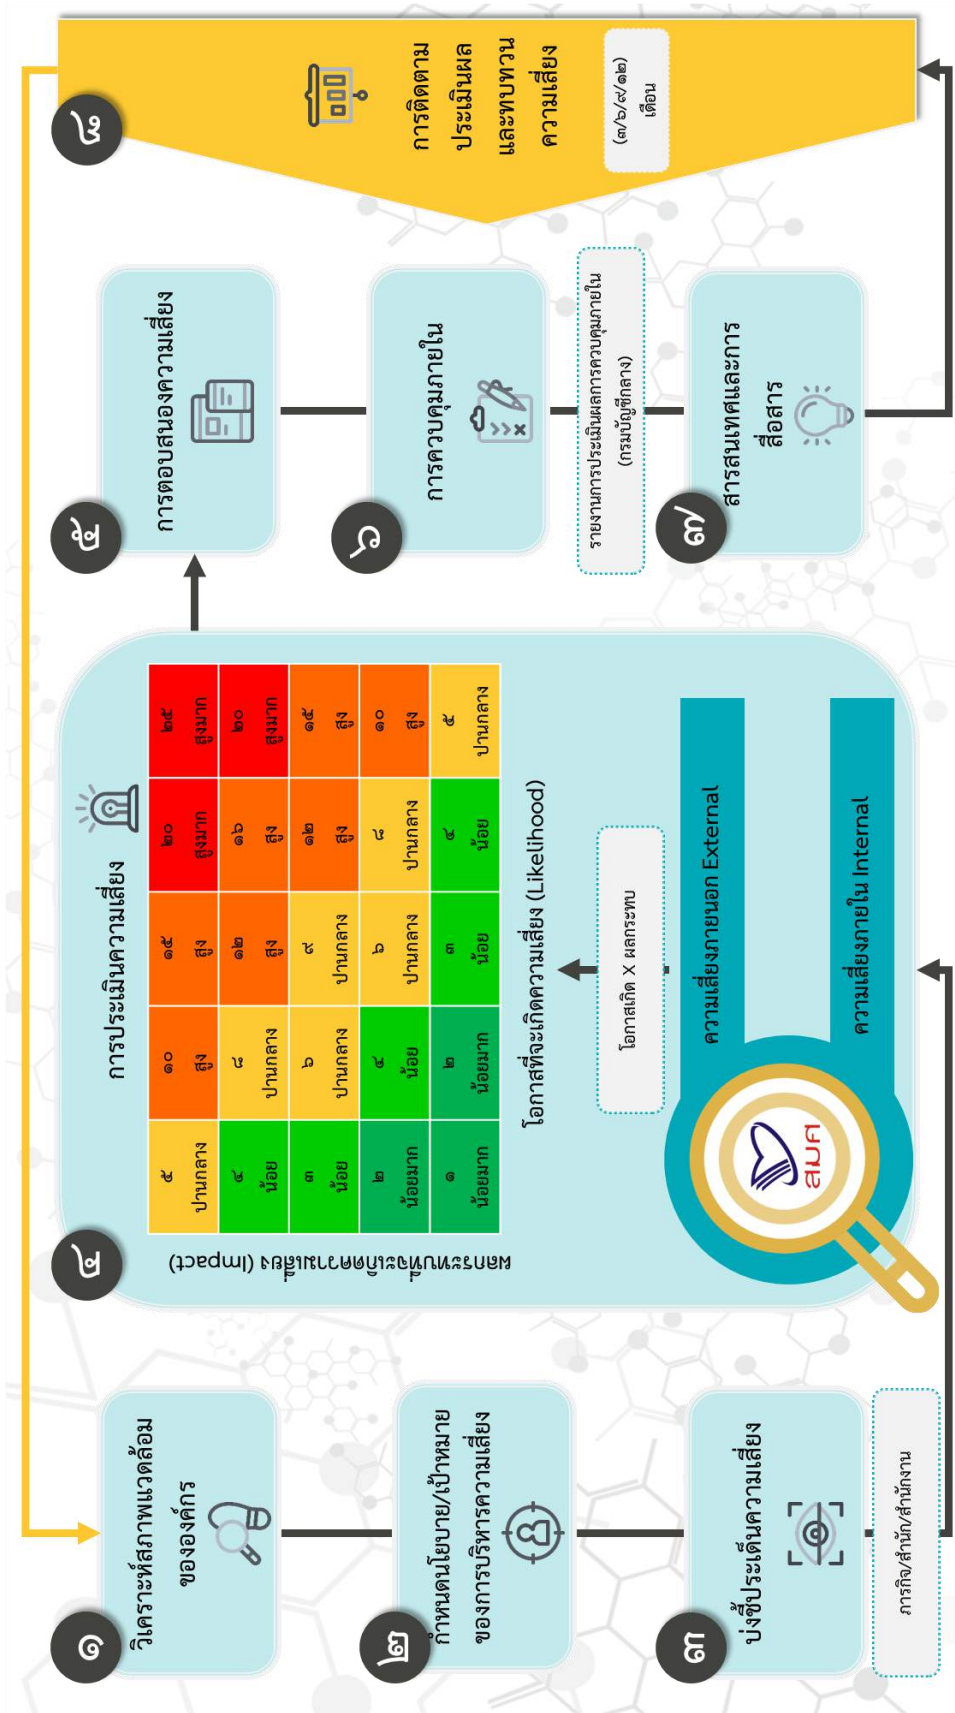 ๑
วิเคราะห์สภาพแวดล้อม
ขององค์กร
๒
กำหนดนโยบาย/เป้าหมาย
ของการบริหารความเสี่ยง
๓
บ่งชี้ประเด็นความเสี่ยง
ภารกิจ/สำนัก/สำนักงาน
๔
การประเมินความเสี่ยง
ผลกระทบที่จะเกิดความเสี่ยง (Impact)
๕ ๑๐ ๑๕ ๒๐ ๒๕
ปานกลาง สูง สูง สูงมาก สูงมาก
๔ ๘ ๑๒ ๑๖ ๒๐
น้อย ปานกลาง สูง สูง สูงมาก
๓ ๖ ๙ ๑๒ ๑๕
น้อย ปานกลาง ปานกลาง สูง สูง
๒ ๔ ๖ ๘ ๑๐
น้อยมาก น้อย ปานกลาง ปานกลาง สูง
๑ ๒ ๓ ๔ ๕
น้อยมาก น้อยมาก น้อย น้อย ปานกลาง
โอกาสที่จะเกิดความเสี่ยง (Likelihood)
โอกาสเกิด X ผลกระทบ
ความเสี่ยงภายนอก External
ความเสี่ยงภายใน Internal
สมศ
๕
การตอบสนองความเสี่ยง
๖
การควบคุมภายใน
รายงานการประเมินผลการควบคุมภายใน
(กรมบัญชีกลาง)
๗
สารสนเทศและการ
สื่อสาร
๘
การติดตาม
ประเมินผล
และทบทวน
ความเสี่ยง
(๓/๖/๙/๑๒)
เดือน